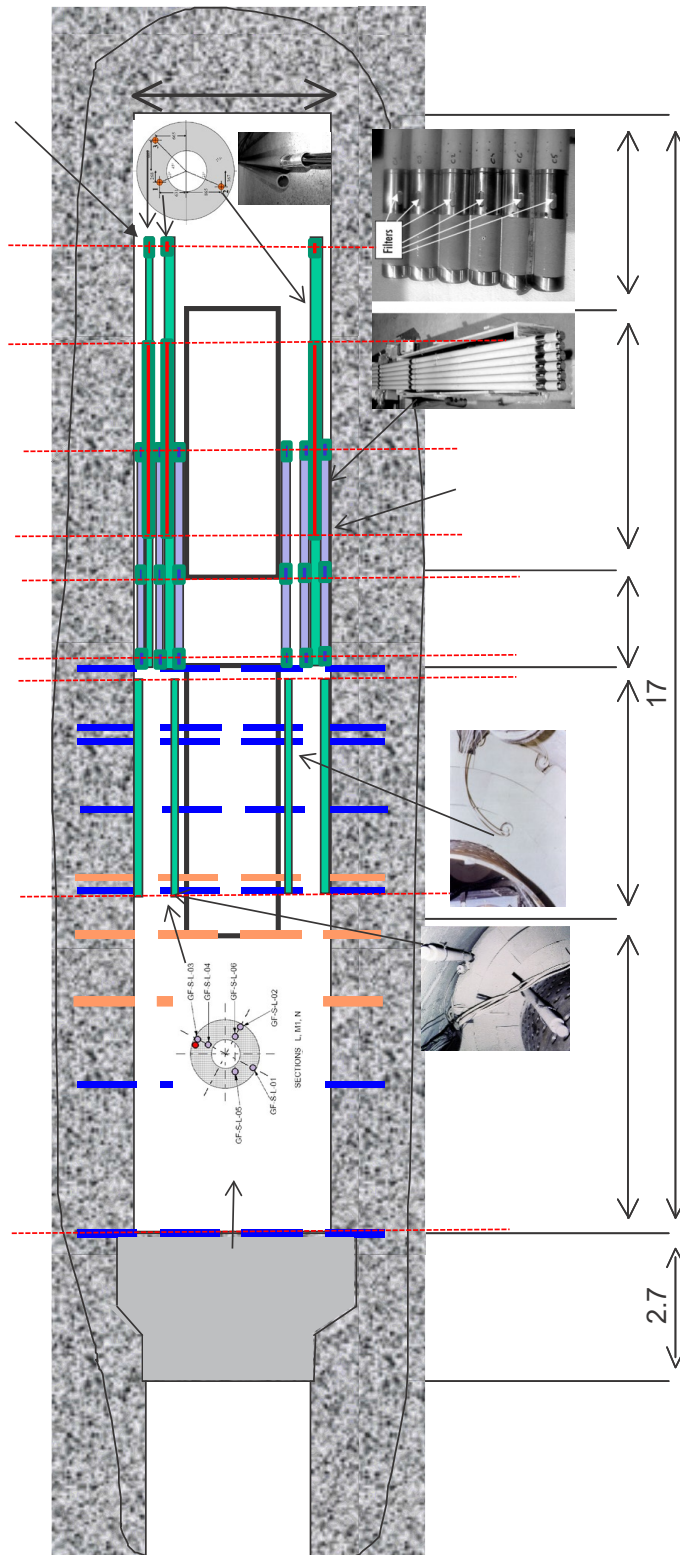 Filters
17
GF-S-L-03
GF-S-L-04
GF-S-L-06
GF-S-L-02
SECTIONS L, M1, N
GF-S-L-05
GF-S-L-01
2.7